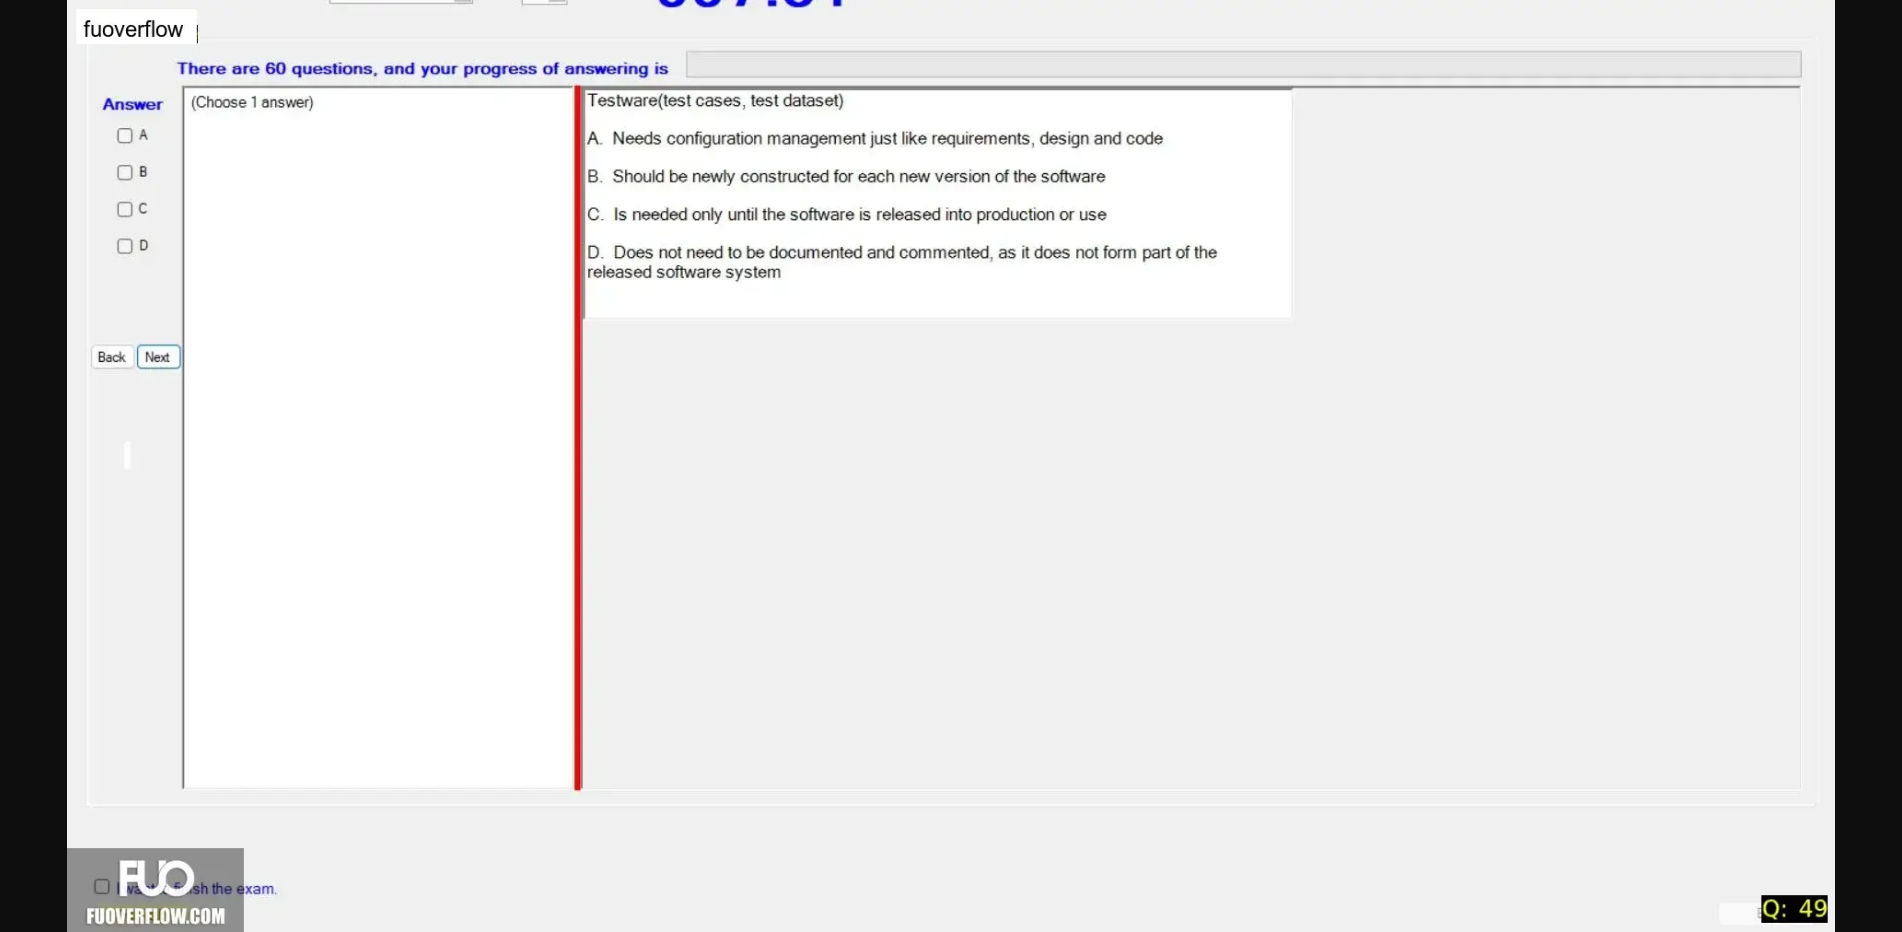 fuoverflow
There are 60 questions, and your progress of answering is
Answer
(Choose 1 answer)
A
B
C
D
Back
Next
Testware(test cases, test dataset)
A. Needs configuration management just like requirements, design and code
B. Should be newly constructed for each new version of the software
C. Is needed only until the software is released into production or use
D. Does not need to be documented and commented, as it does not form part of the
released software system
the exam.
FUO
FUOVERFLOW.COM
Q: 49